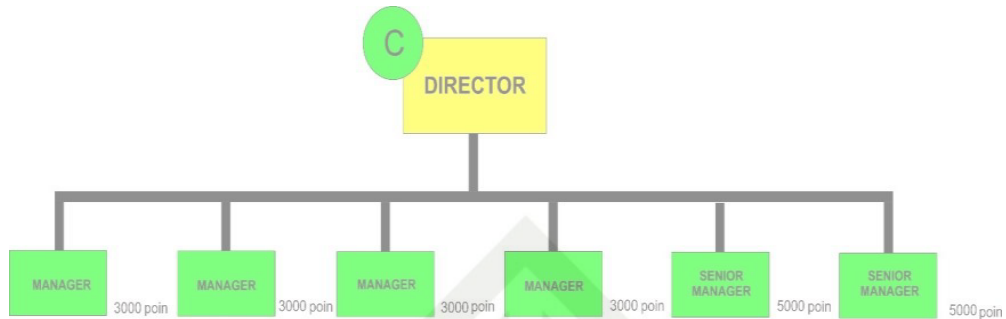 C
DIRECTOR
MANAGER
3000 poin
MANAGER
3000 poin
MANAGER
3000 poin
MANAGER
3000 poin
SENIOR
MANAGER
5000 poin
SENIOR
MANAGER
5000 poin